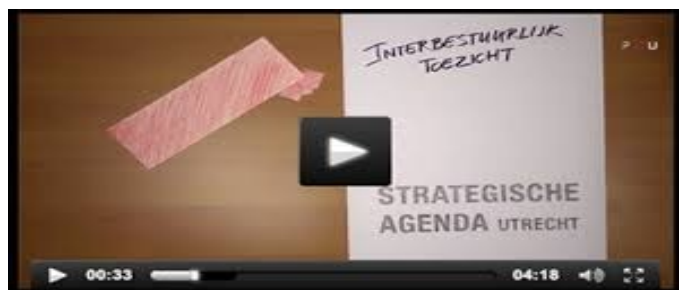 INTERBESTUURLIJK
TOEZICHT
STRATEGISCHE
AGENDA UTRECHT
00:33
04:18